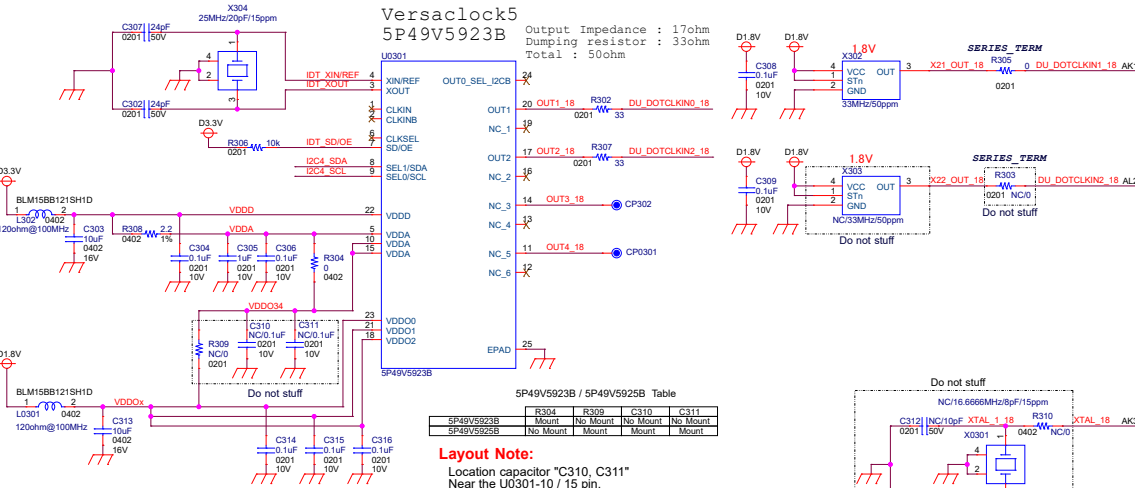 Versaclock5
5P49V5923B
Output Impedance : 17ohm
Dumping resistor : 33ohm
Total : 50ohm
X304
25MHz/20pF/15ppm
C307 24pF
0201 50V
1
4
2
3
C302 24pF
0201 50V
IDT_XIN/REF
IDT_XOUT
D3.3V
R306 10k
0201
IDT_SD/OE
I2C4_SDA
I2C4_SCL
U0301
4 XIN/REF
3 XOUT
1 CLKIN
2 CLKINB
6 CLKSEL
7 SD/OE
8 SEL1/SDA
9 SEL0/SCL
22 VDDD
5 VDDA
10 VDDA
15 VDDA
23 VDDO0
21 VDDO1
18 VDDO2
OUT0_SEL_I2CB 24
OUT1 20
NC_1 19
OUT2 17
NC_2 16
NC_3 14
NC_4 13
NC_5 11
NC_6 12
EPAD 25
5P49V5923B
OUT1_18 R302 DU_DOTCLKIN0_18
0201 33
OUT2_18 R307 DU_DOTCLKIN2_18
0201 33
OUT3_18 CP302
OUT4_18 CP0301
D3.3V
BLM15BB121SH1D
1 2
L302 0402
120ohm@100MHz
C303
10uF
0402
16V
VDDD
R308 2.2
0402 1%
VDDA
C304
0.1uF
0201
10V
C305
1uF
0201
10V
C306
0.1uF
0201
10V
R304
0
0402
VDDO34
R309
NC/0
0201
C310
NC/0.1uF
0201
10V
C311
NC/0.1uF
0201
10V
Do not stuff
D1.8V
BLM15BB121SH1D
1 2
L0301 0402
120ohm@100MHz
VDDOx
C313
10uF
0402
16V
C314
0.1uF
0201
10V
C315
0.1uF
0201
10V
C316
0.1uF
0201
10V
5P49V5923B / 5P49V5925B Table
R304 R309 C310 C311
5P49V5923B Mount No Mount No Mount No Mount
5P49V5925B No Mount Mount Mount Mount
Layout Note:
Location capacitor "C310, C311"
Near the U0301-10 / 15 pin.
D1.8V
D1.8V
C308
0.1uF
0201
10V
1.8V
X302
4 VCC OUT 3
1 STn
2 GND
33MHz/50ppm
SERIES_TERM
X21_OUT_18 R305 0 DU_DOTCLKIN1_18 AK1
0201
D1.8V
D1.8V
C309
0.1uF
0201
10V
1.8V
X303
4 VCC OUT 3
1 STn
2 GND
NC/33MHz/50ppm
Do not stuff
SERIES_TERM
X22_OUT_18 R303 DU_DOTCLKIN2_18 AL2
0201 NC/0
Do not stuff
Do not stuff
NC/16.6666MHz/8pF/15ppm
C312 NC/10pF XTAL_1_18 R310 XTAL_18 AK3
0201 50V 0402 NC/0
X0301
1
4
2